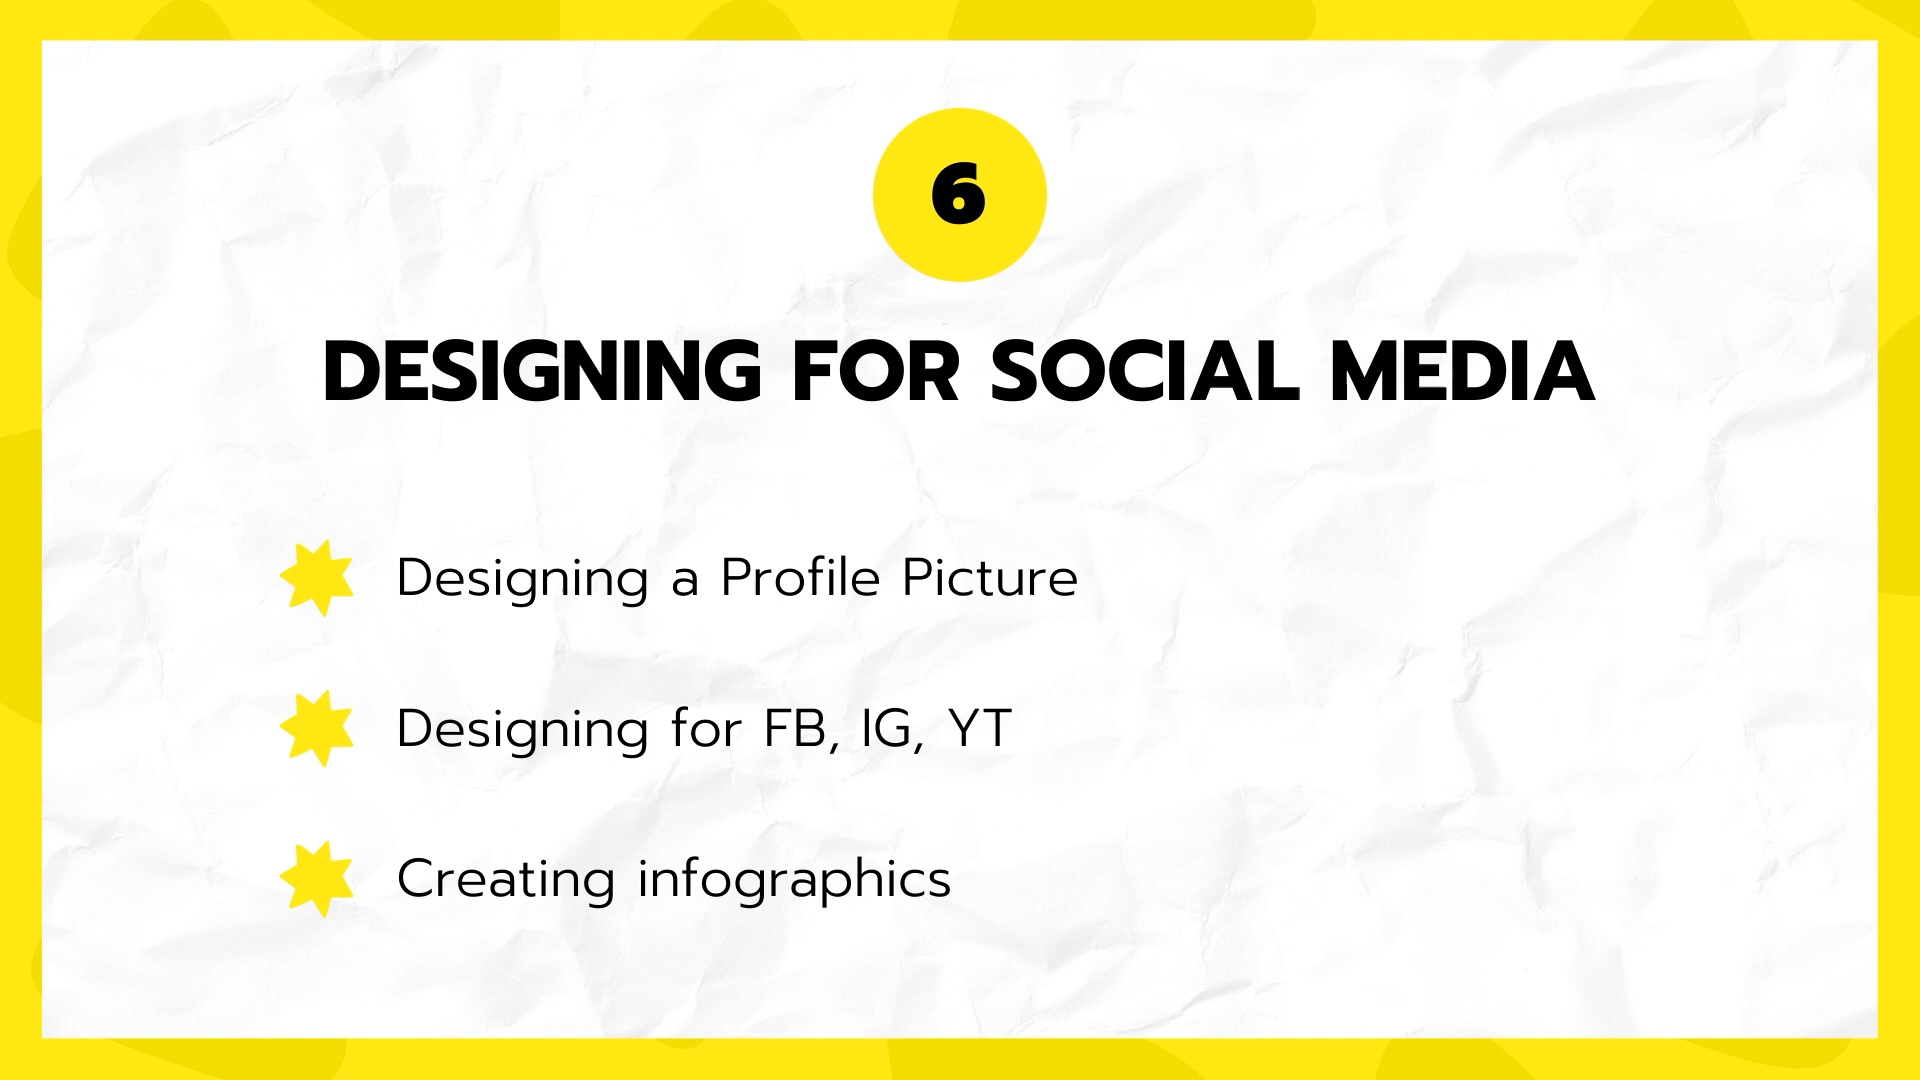 6
DESIGNING FOR SOCIAL MEDIA
Designing a Profile Picture
Designing for FB, IG, YT
Creating infographics